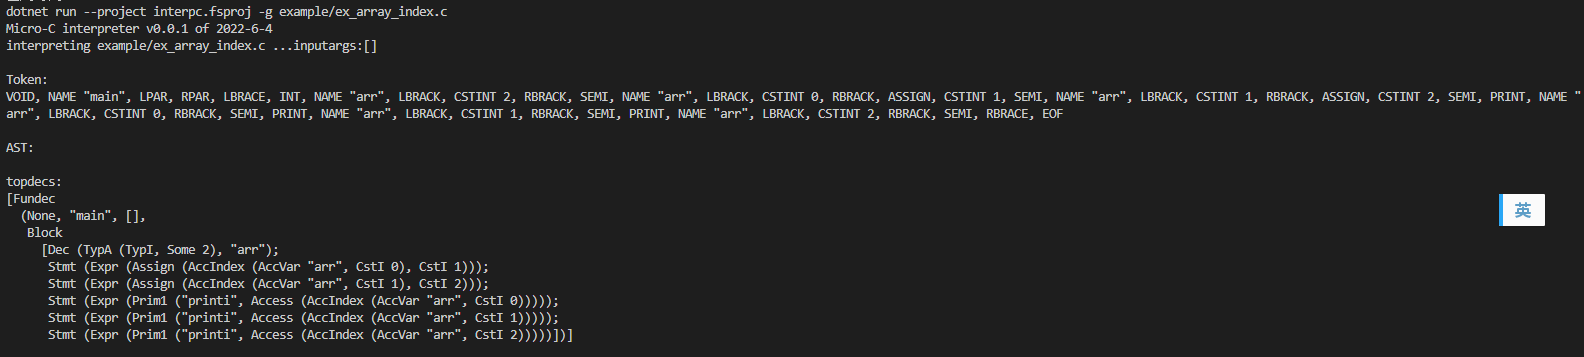 dotnet run --project interpc.fsproj -g example/ex_array_index.c
Micro-C interpreter v0.0.1 of 2022-6-4
interpreting example/ex_array_index.c ...inputargs:[]
Token:
VOID, NAME "main", LPAR, RPAR, LBRACE, INT, NAME "arr", LBRACK, CSTINT 2, RBRACK, SEMI, NAME "arr", LBRACK, CSTINT 0, RBRACK, ASSIGN, CSTINT 1, SEMI, NAME "arr", LBRACK, CSTINT 1, RBRACK, ASSIGN, CSTINT 2, SEMI, PRINT, NAME "
arr", LBRACK, CSTINT 0, RBRACK, SEMI, PRINT, NAME "arr", LBRACK, CSTINT 1, RBRACK, SEMI, PRINT, NAME "arr", LBRACK, CSTINT 2, RBRACK, SEMI, RBRACE, EOF
AST:
topdecs:
[Fundec
(None, "main", [],
Block
[Dec (TypA (TypI, Some 2), "arr");
Stmt (Expr (Assign (AccIndex (AccVar "arr", CstI 0), CstI 1)));
Stmt (Expr (Assign (AccIndex (AccVar "arr", CstI 1), CstI 2)));
Stmt (Expr (Prim1 ("printi", Access (AccIndex (AccVar "arr", CstI 0)))));
Stmt (Expr (Prim1 ("printi", Access (AccIndex (AccVar "arr", CstI 1)))));
Stmt (Expr (Prim1 ("printi", Access (AccIndex (AccVar "arr", CstI 2)))))])]
英